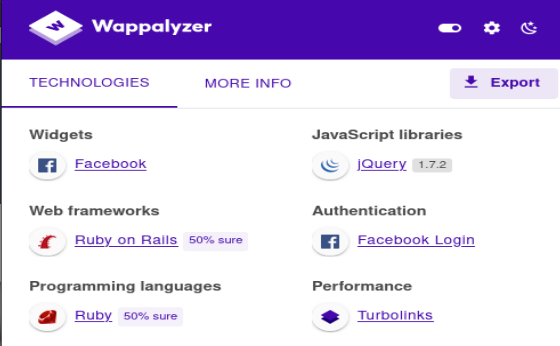 Wappalyzer
TECHNOLOGIES MORE INFO Export
Widgets
Facebook
JavaScript libraries
jQuery 1.7.2
Web frameworks
Ruby on Rails 50% sure
Authentication
Facebook Login
Programming languages
Ruby 50% sure
Performance
Turbolinks